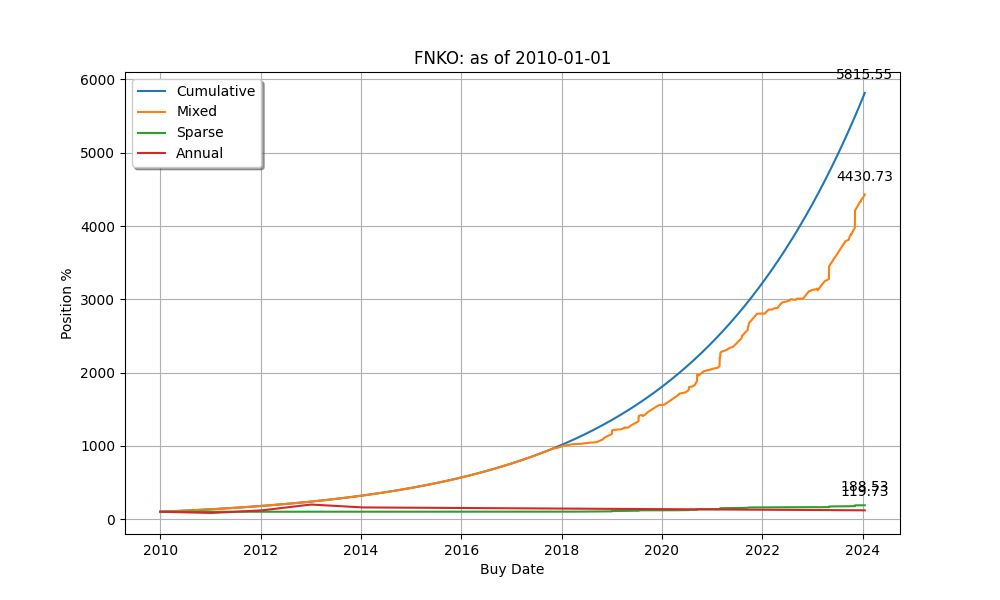 FNKO: as of 2010-01-01
6000
5000
4000
3000
2000
1000
0
Position %
Cumulative
Mixed
Sparse
Annual
5815.55
4430.73
188.53
119.73
2010
2012
2014
2016
2018
2020
2022
2024
Buy Date